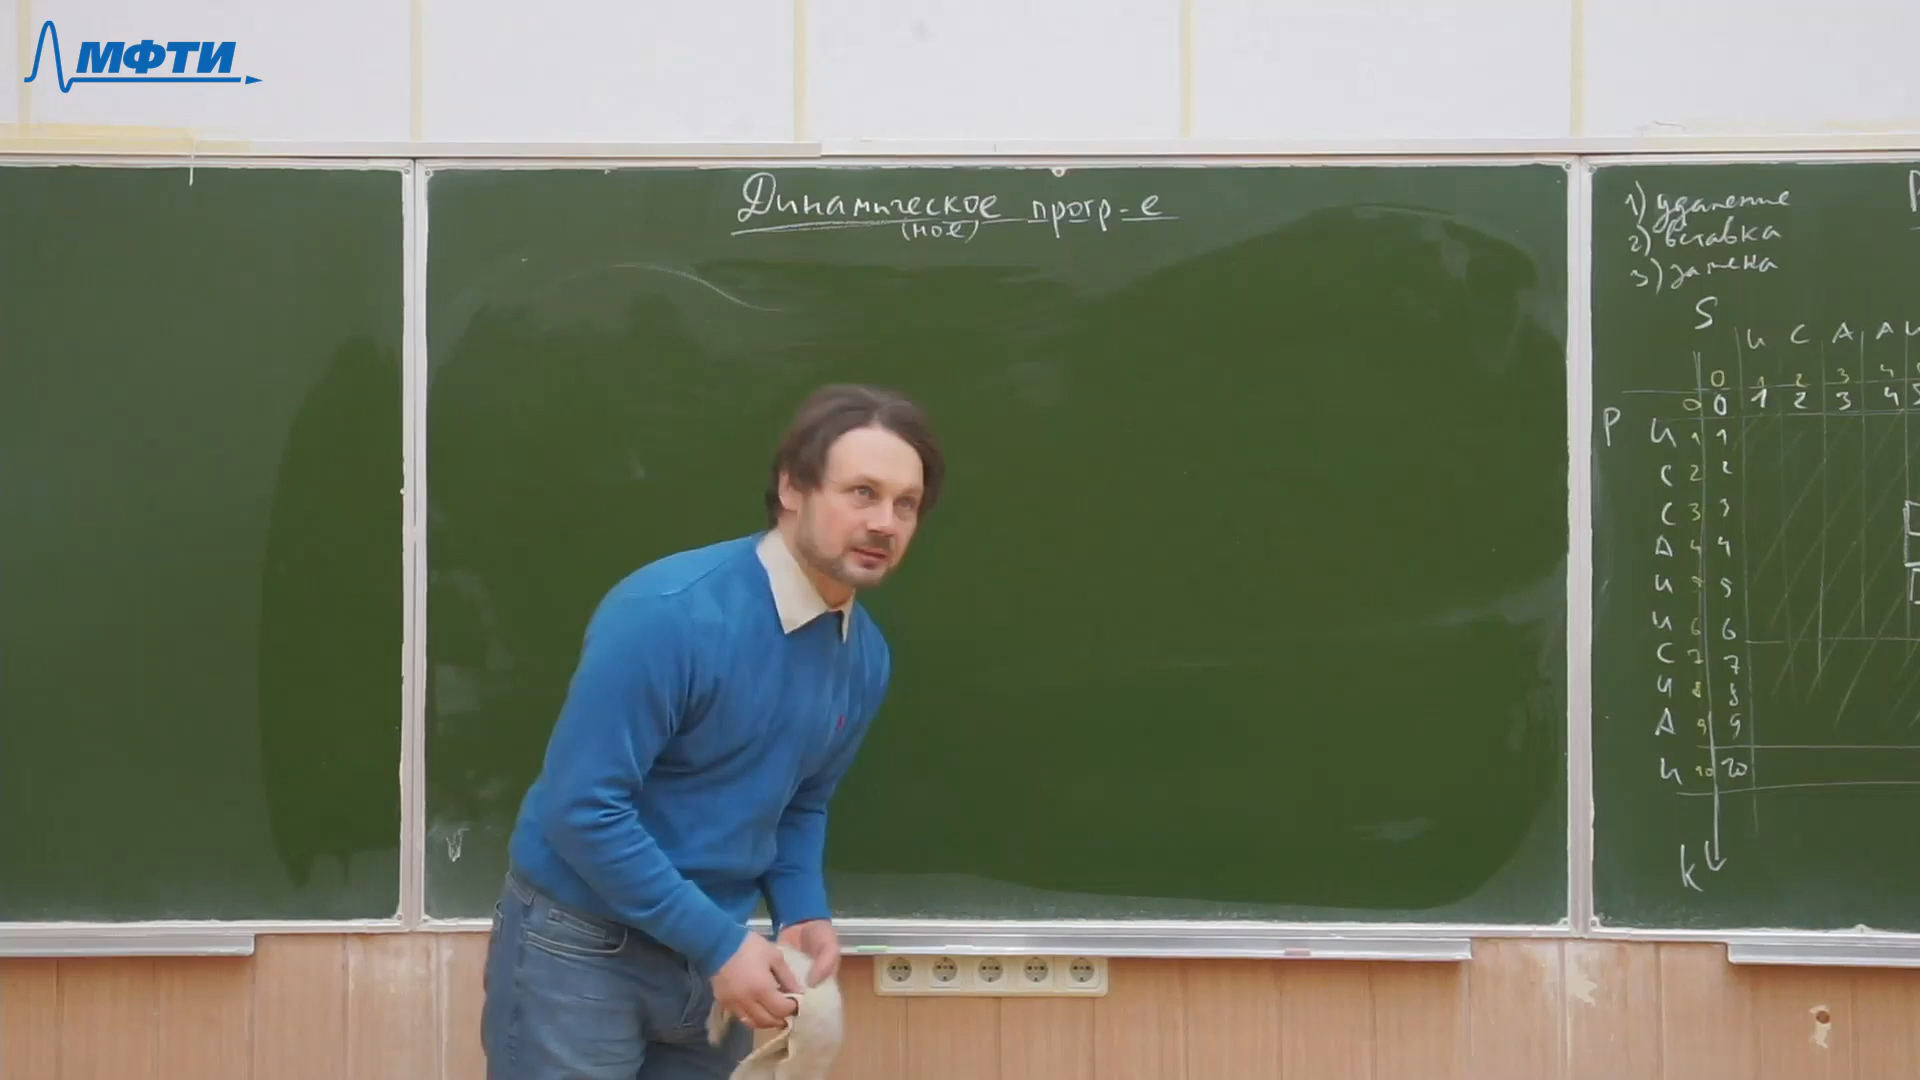 МФТИ
Динамическое прогр-е
(ное)
1) удаление
2) вставка
3) замена
S
И С А А И
0 1 2 3 4
0 0 1 2 3 4 5
P И 1 1
С 2 2
С 3 3
А 4 4
И 5
И 6 6
С 7 7
И 8 8
А 9 9
И 10 10
k